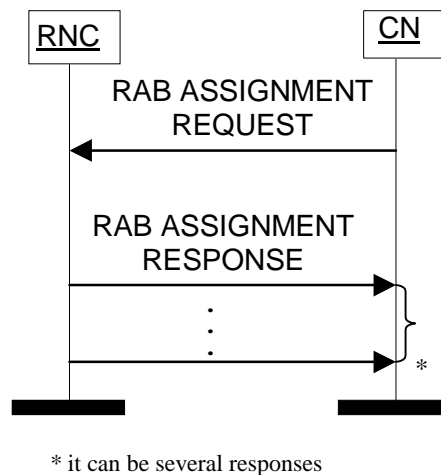 RNC
CN
RAB ASSIGNMENT
REQUEST
RAB ASSIGNMENT
RESPONSE
*
* it can be several responses